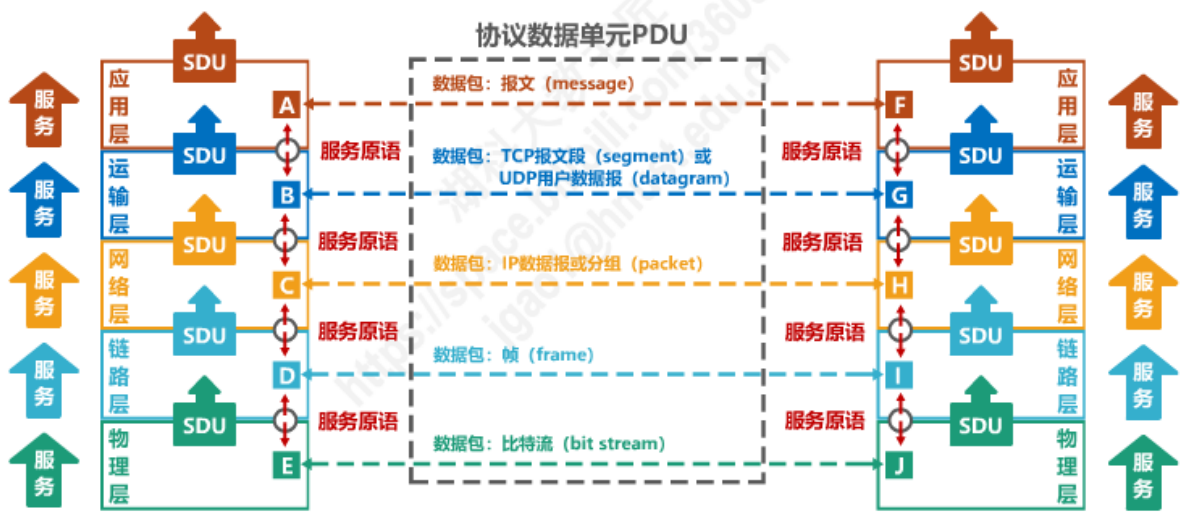 协议数据单元PDU
SDU
SDU
服务
应用层
A
数据包：报文（message）
F
应用层
服务
SDU
服务原语
数据包：TCP报文段（segment）或
UDP用户数据报（datagram）
服务原语
SDU
服务
运输层
B
G
运输层
服务
SDU
服务原语
服务原语
SDU
服务
网络层
C
数据包：IP数据报或分组（packet）
H
网络层
服务
SDU
服务原语
服务原语
SDU
服务
链路层
D
数据包：帧（frame）
I
链路层
服务
SDU
服务原语
服务原语
SDU
服务
物理层
E
数据包：比特流（bit stream）
J
物理层
服务